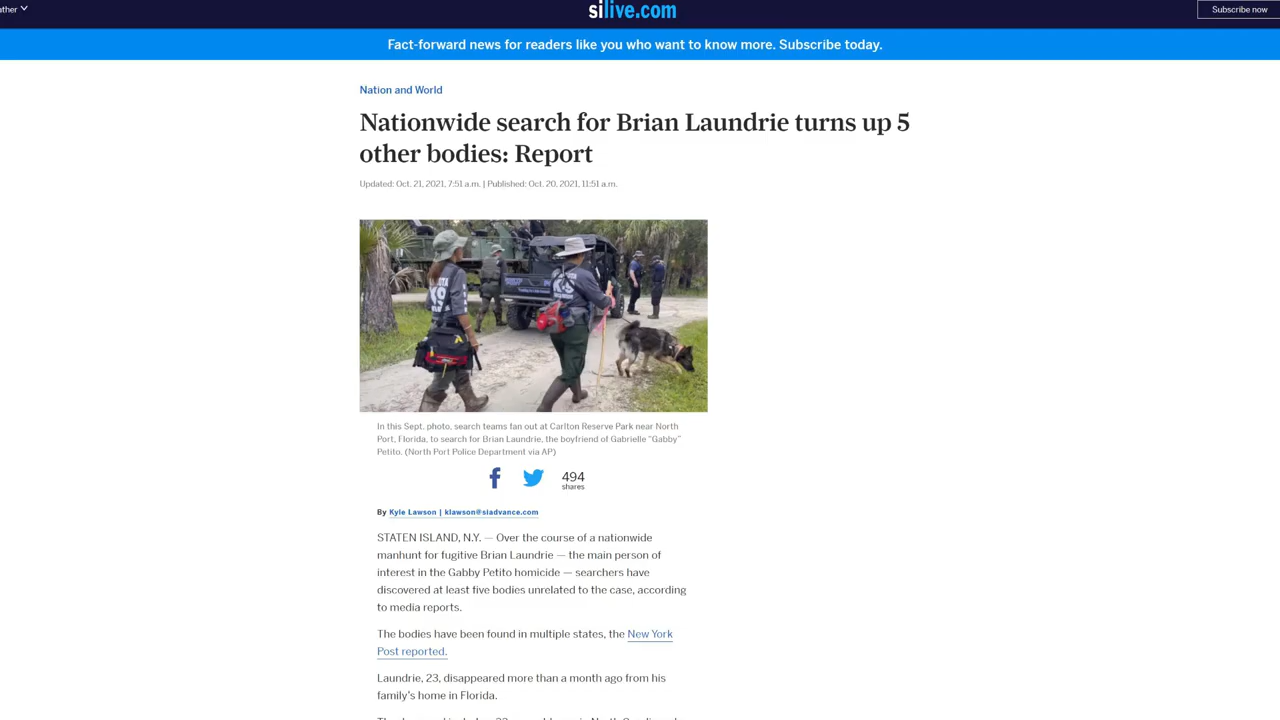 ather
silive.com
Subscribe now
Fact-forward news for readers like you who want to know more. Subscribe today.
Nation and World
Nationwide search for Brian Laundrie turns up 5
other bodies: Report
Updated: Oct. 21, 2021, 7:51 a.m. | Published: Oct. 20, 2021, 11:51 a.m.
K9
In this Sept. photo, search teams fan out at Carlton Reserve Park near North
Port, Florida, to search for Brian Laundrie, the boyfriend of Gabrielle “Gabby”
Petito. (North Port Police Department via AP)
494
shares
By Kyle Lawson | klawson@siadvance.com
STATEN ISLAND, N.Y. — Over the course of a nationwide
manhunt for fugitive Brian Laundrie — the main person of
interest in the Gabby Petito homicide — searchers have
discovered at least five bodies unrelated to the case, according
to media reports.
The bodies have been found in multiple states, the New York
Post reported.
Laundrie, 23, disappeared more than a month ago from his
family’s home in Florida.